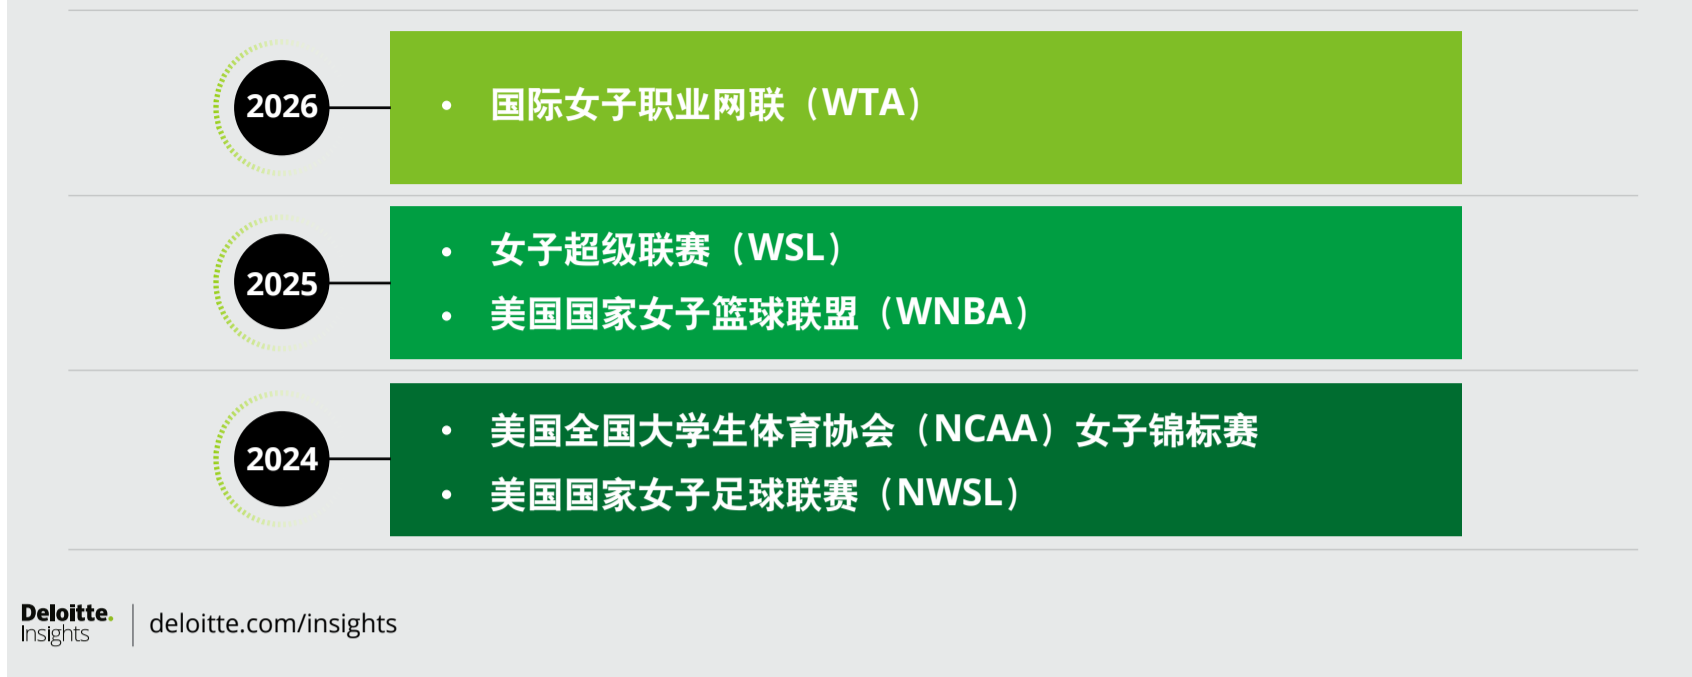 2026
• 国际女子职业网联（WTA）
2025
• 女子超级联赛（WSL）
• 美国国家女子篮球联盟（WNBA）
2024
• 美国全国大学生体育协会（NCAA）女子锦标赛
• 美国国家女子足球联赛（NWSL）
Deloitte.
Insights
deloitte.com/insights